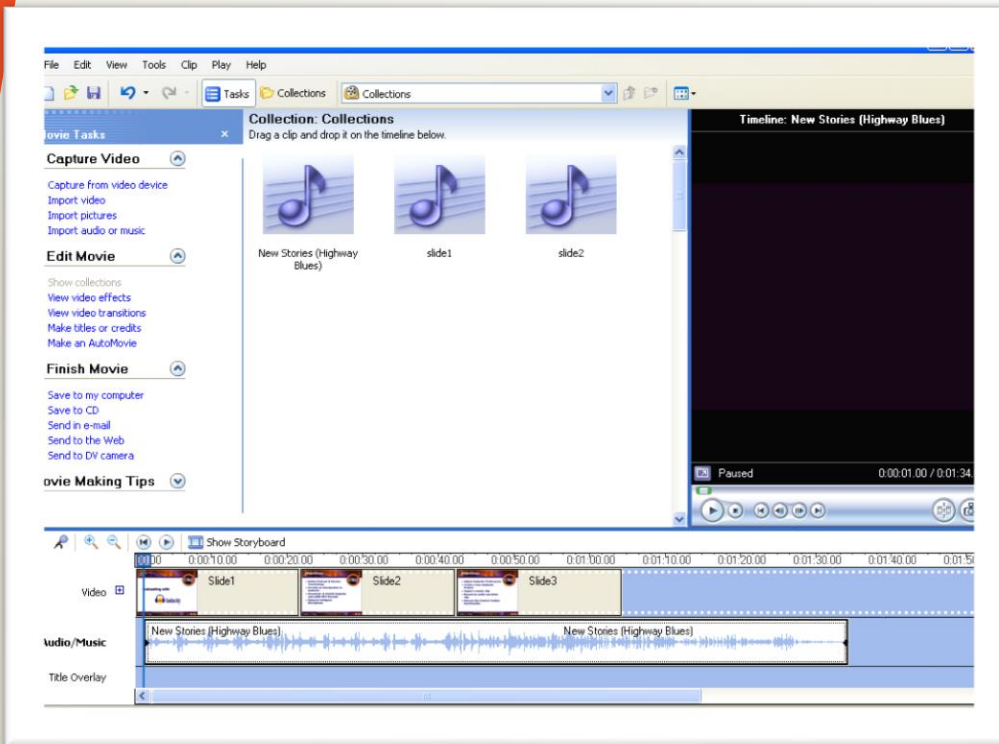 File Edit View Tools Clip Play Help
Tasks Collections Collections
ovie Tasks
Collection: Collections
Drag a clip and drop it on the timeline below.
Timeline: New Stories (Highway Blues)
Capture Video
Capture from video device
Import video
Import pictures
Import audio or music
Edit Movie
Show collections
View video effects
View video transitions
Make titles or credits
Make an AutoMovie
Finish Movie
Save to my computer
Save to CD
Send in e-mail
Send to the Web
Send to DV camera
ovie Making Tips
New Stories (Highway
Blues)
slide1
slide2
Paused 0:00:01.00 / 0:01:34.
Show Storyboard
0:00:10.00 0:00:20.00 0:00:30.00 0:00:40.00 0:00:50.00 0:01:00.00 0:01:10.00 0:01:20.00 0:01:30.00 0:01:40.00 0:01:5
Video Slide1 Slide2 Slide3
Audio/Music New Stories (Highway Blues) New Stories (Highway Blues)
Title Overlay